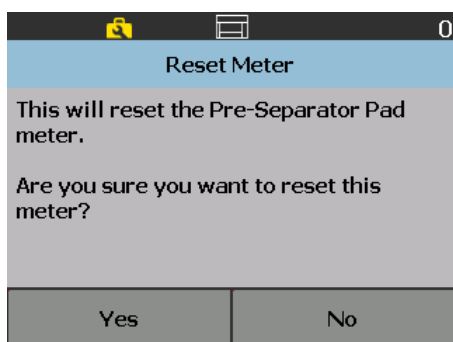 0
Reset Meter
This will reset the Pre-Separator Pad
meter.
Are you sure you want to reset this
meter?
Yes
No